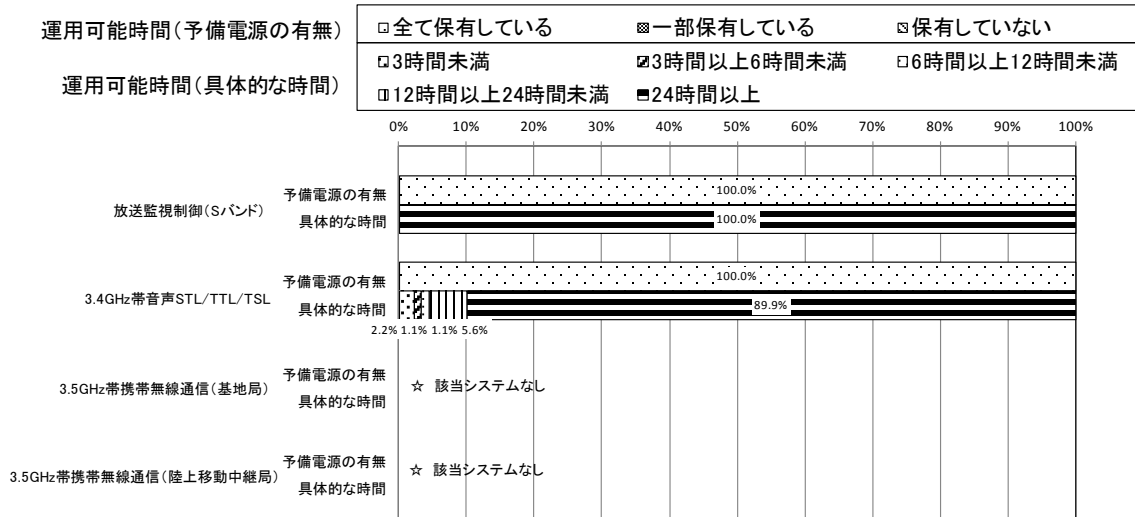 運用可能時間(予備電源の有無)
全て保有している 一部保有している 保有していない
運用可能時間(具体的な時間)
3時間未満 3時間以上6時間未満 6時間以上12時間未満
12時間以上24時間未満 24時間以上
0% 10% 20% 30% 40% 50% 60% 70% 80% 90% 100%
放送監視制御(Sバンド)
予備電源の有無 100.0%
具体的な時間 100.0%
3.4GHz帯音声STL/TTL/TSL
予備電源の有無 100.0%
具体的な時間 89.9%
2.2% 1.1% 1.1% 5.6%
3.5GHz帯携帯無線通信(基地局)
予備電源の有無
具体的な時間
☆ 該当システムなし
3.5GHz帯携帯無線通信(陸上移動中継局)
予備電源の有無
具体的な時間
☆ 該当システムなし